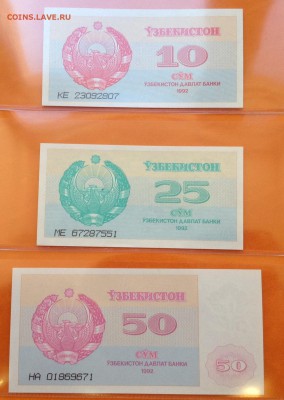 COINS.LAVE.RU
ЎЗБЕКИСТОН
10
СЎМ
ЎЗБЕКИСТОН ДАВЛАТ БАНКИ
1992
КЕ 23092907
ЎЗБЕКИСТОН
25
СЎМ
ЎЗБЕКИСТОН ДАВЛАТ БАНКИ
1992
МЕ 67287551
ЎЗБЕКИСТОН
50
СЎМ
ЎЗБЕКИСТОН ДАВЛАТ БАНКИ
1992
50
НА 01869671